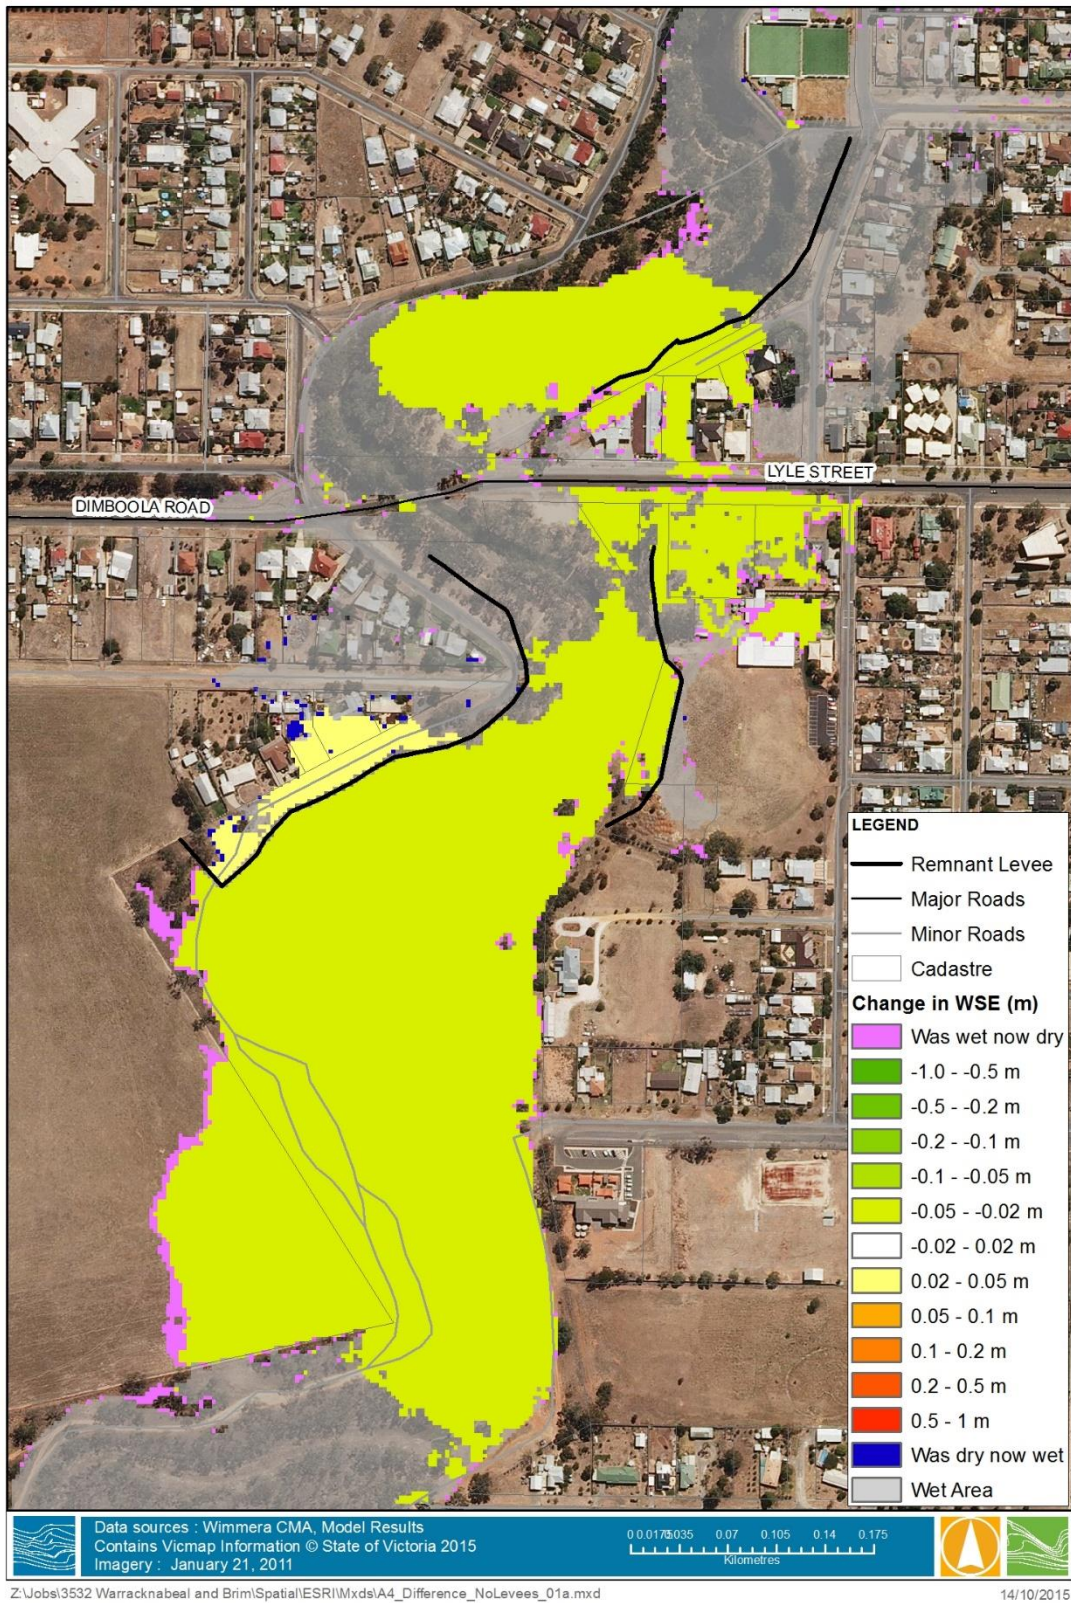 LYLE STREET
DIMBOOLA ROAD
LEGEND
Remnant Levee
Major Roads
Minor Roads
Cadastre
Change in WSE (m)
Was wet now dry
-1.0 - -0.5 m
-0.5 - -0.2 m
-0.2 - -0.1 m
-0.1 - -0.05 m
-0.05 - -0.02 m
-0.02 - 0.02 m
0.02 - 0.05 m
0.05 - 0.1 m
0.1 - 0.2 m
0.2 - 0.5 m
0.5 - 1 m
Was dry now wet
Wet Area
Data sources : Wimmera CMA, Model Results
Contains Vicmap Information © State of Victoria 2015
Imagery : January 21, 2011
0 0.0175 0.035 0.07 0.105 0.14 0.175
Kilometres
Z:\Jobs\3532 Warracknabeal and Brim\Spatial\ESRI\Mxds\A4_Difference_NoLevees_01a.mxd
14/10/2015